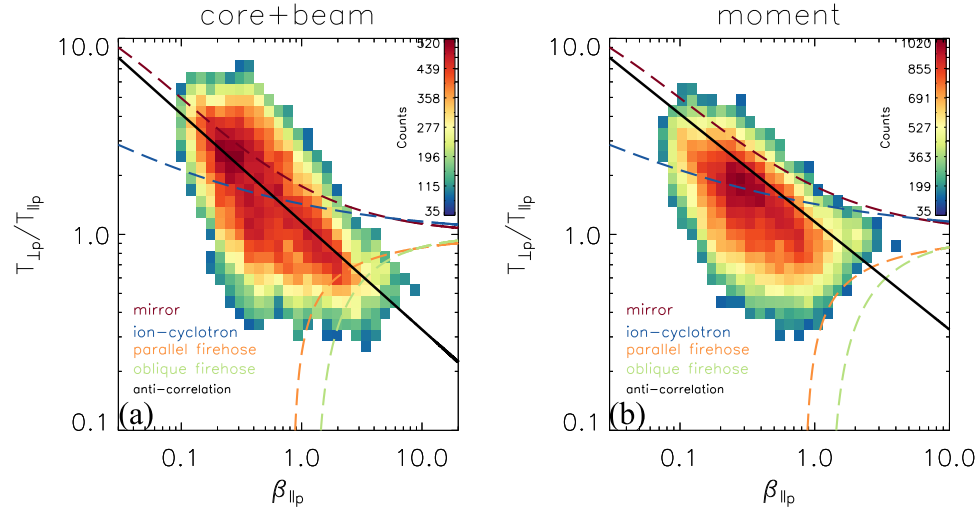 core+beam
moment
10.0
1.0
0.1
T⊥p/T∥p
520
439
358
277
196
115
35
Counts
mirror
ion−cyclotron
parallel firehose
oblique firehose
anti−correlation
(a)
0.1
1.0
10.0
β∥p
10.0
1.0
0.1
T⊥p/T∥p
1020
855
691
527
363
199
35
Counts
mirror
ion−cyclotron
parallel firehose
oblique firehose
anti−correlation
(b)
0.1
1.0
10.0
β∥p